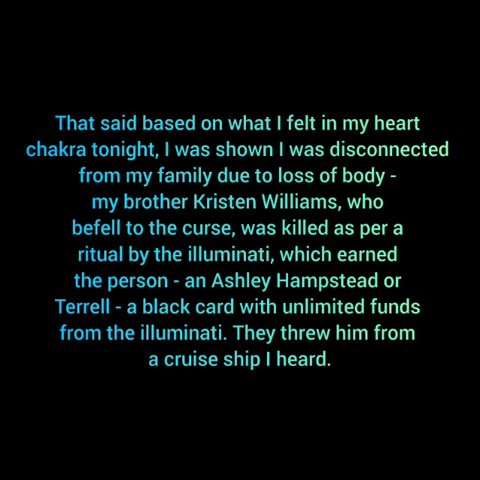 That said based on what I felt in my heart
chakra tonight, I was shown I was disconnected
from my family due to loss of body -
my brother Kristen Williams, who
befell to the curse, was killed as per a
ritual by the illuminati, which earned
the person - an Ashley Hampstead or
Terrell - a black card with unlimited funds
from the illuminati. They threw him from
a cruise ship I heard.